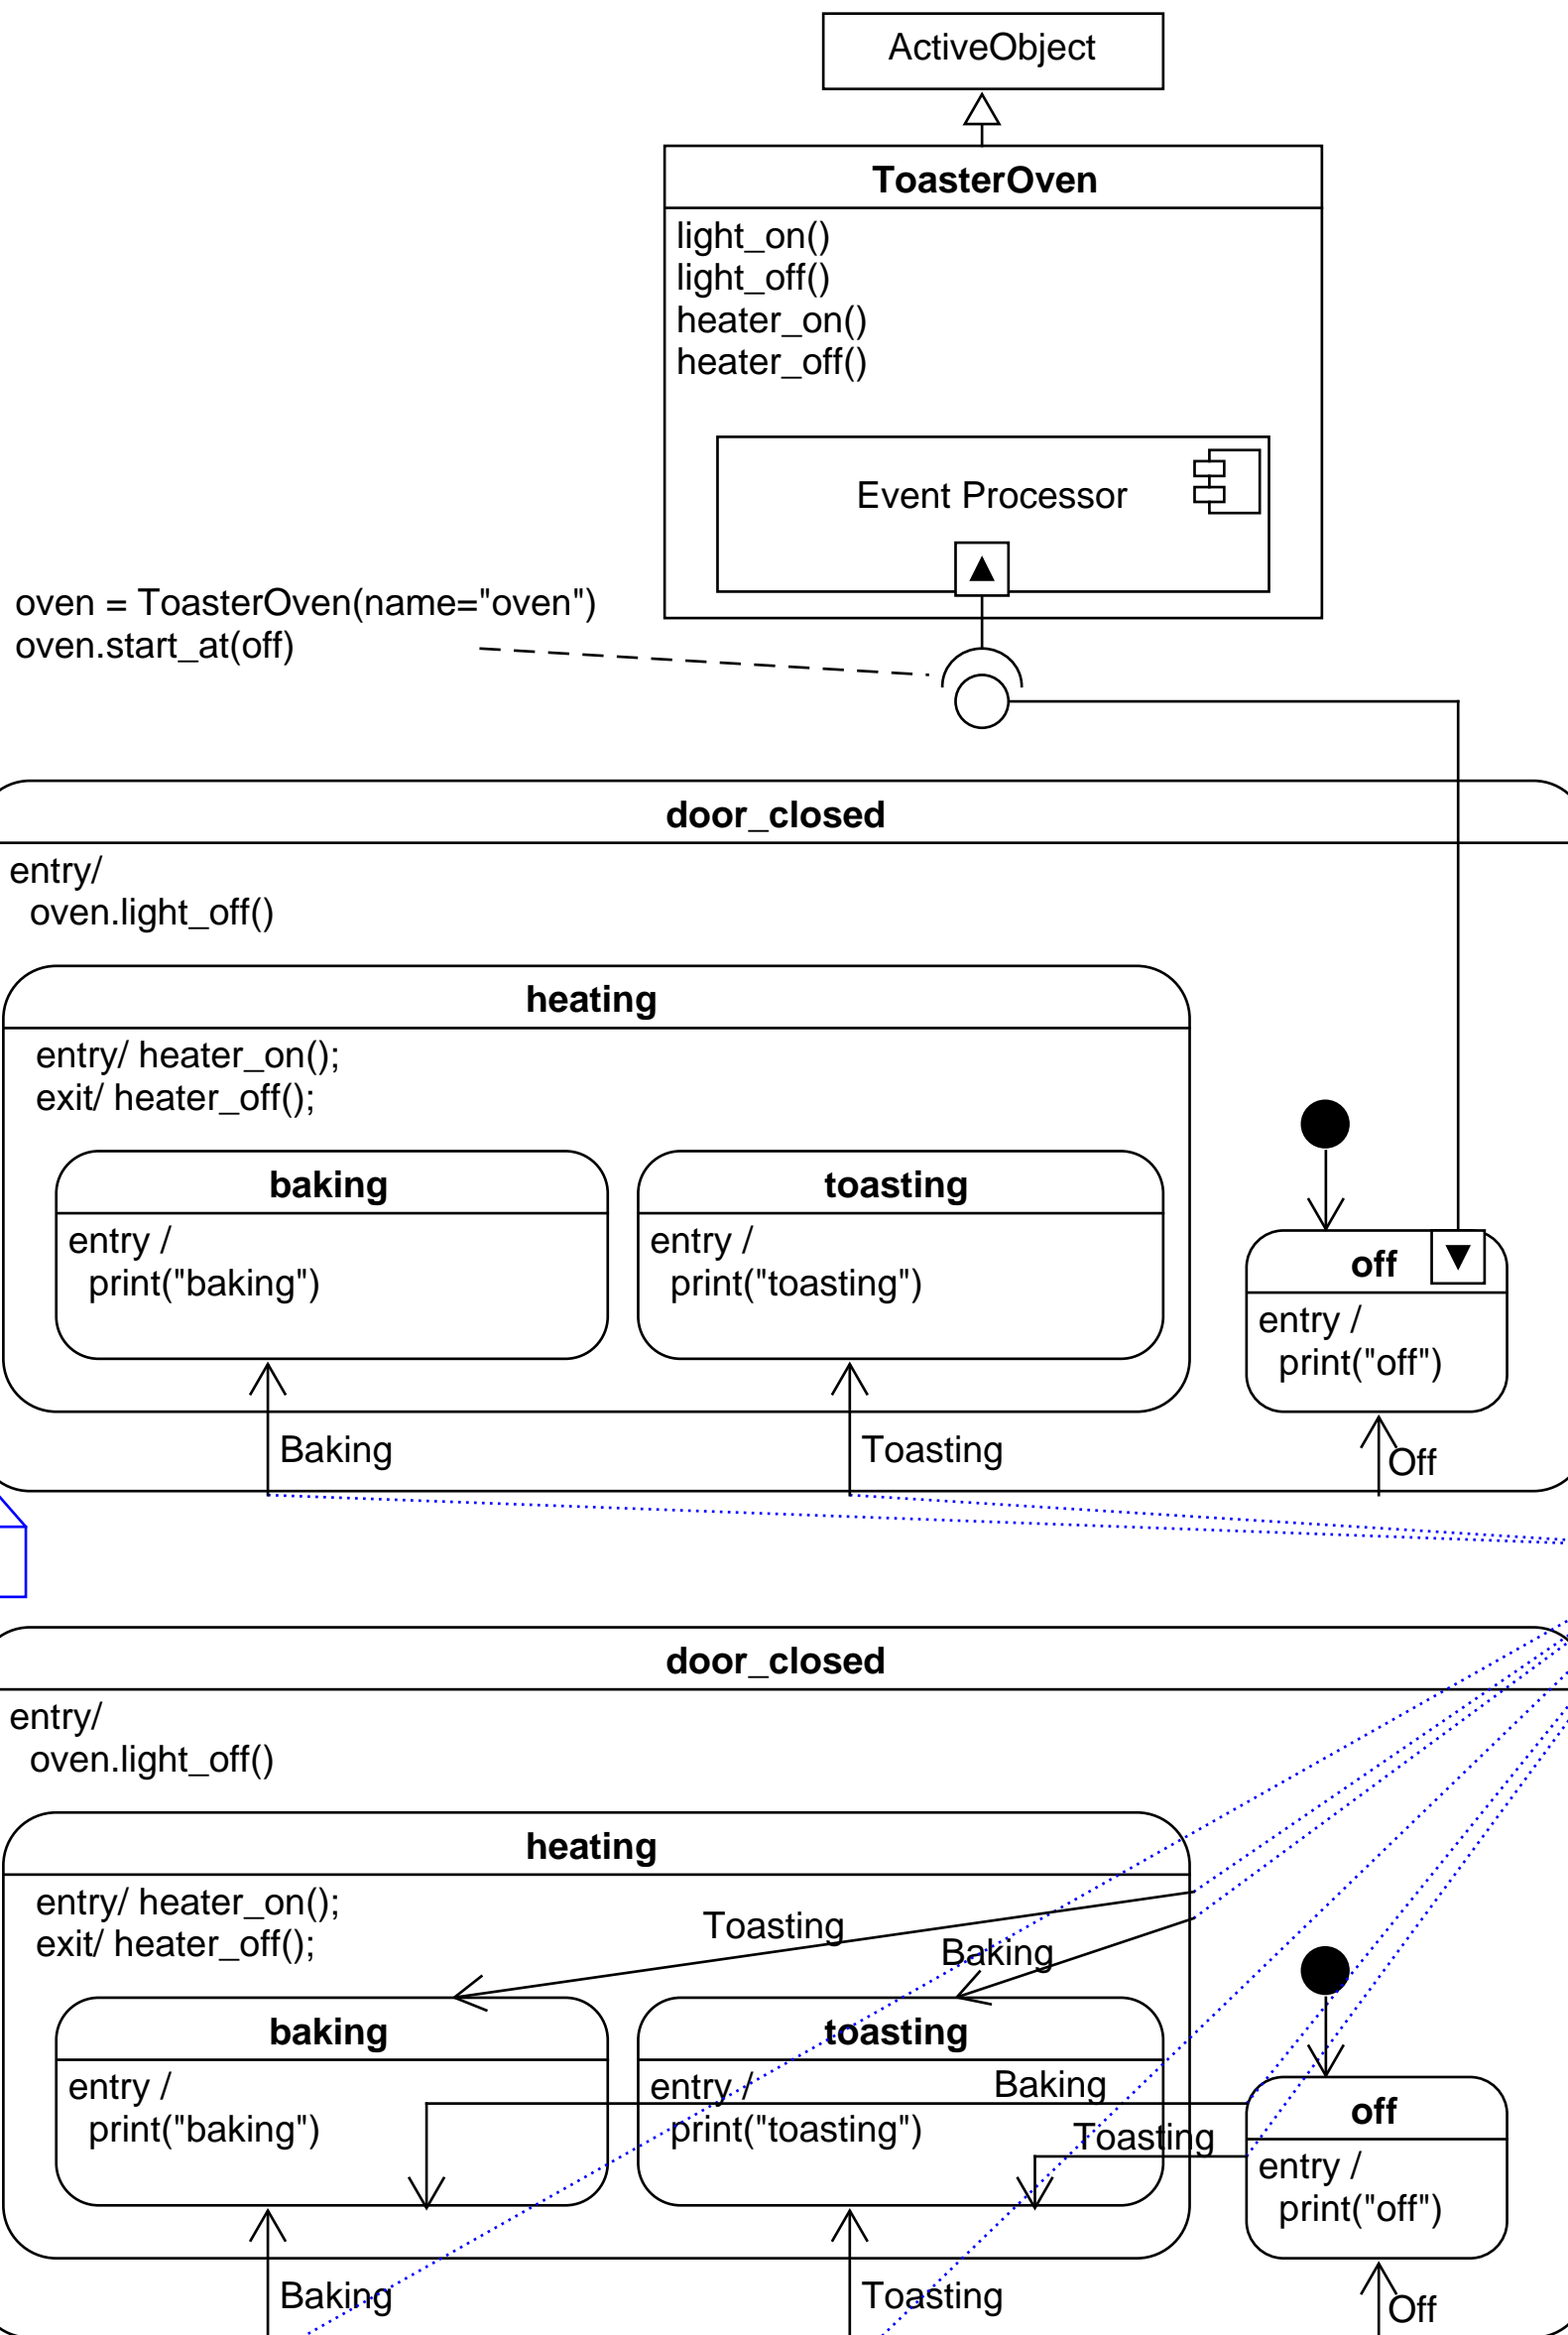 ActiveObject
ToasterOven
light_on()
light_off()
heater_on()
heater_off()
Event Processor
oven = ToasterOven(name="oven")
oven.start_at(off)
door_closed
entry/
oven.light_off()
heating
entry/ heater_on();
exit/ heater_off();
baking
entry /
print("baking")
toasting
entry /
print("toasting")
off
entry /
print("off")
Baking
Toasting
Off
door_closed
entry/
oven.light_off()
heating
entry/ heater_on();
exit/ heater_off();
Toasting
Baking
baking
entry /
print("baking")
toasting
entry /
print("toasting")
Baking
Toasting
off
entry /
print("off")
Baking
Toasting
Off